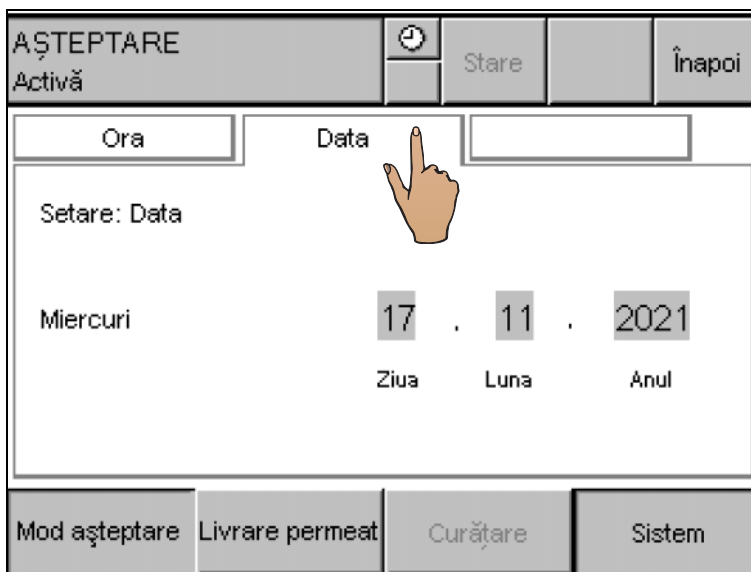 AȘTEPTARE
Activă
Stare
Înapoi
Ora
Data
Setare: Data
Miercuri
17 . 11 . 2021
Ziua Luna Anul
Mod așteptare Livrare permeat Curățare Sistem